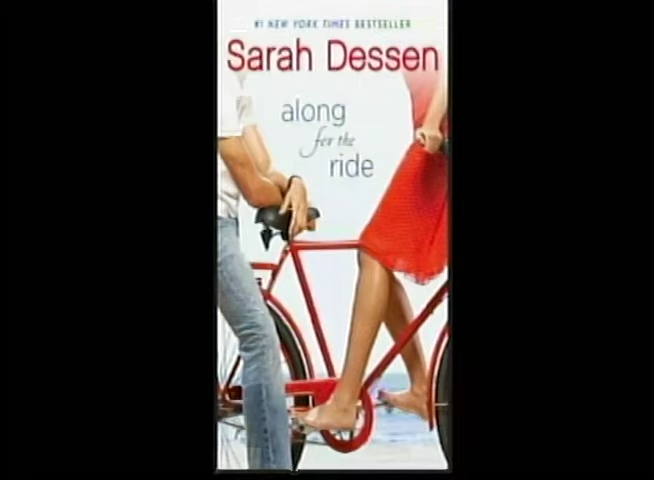 #1 NEW YORK TIMES BESTSELLER
Sarah Dessen
along
for the
ride